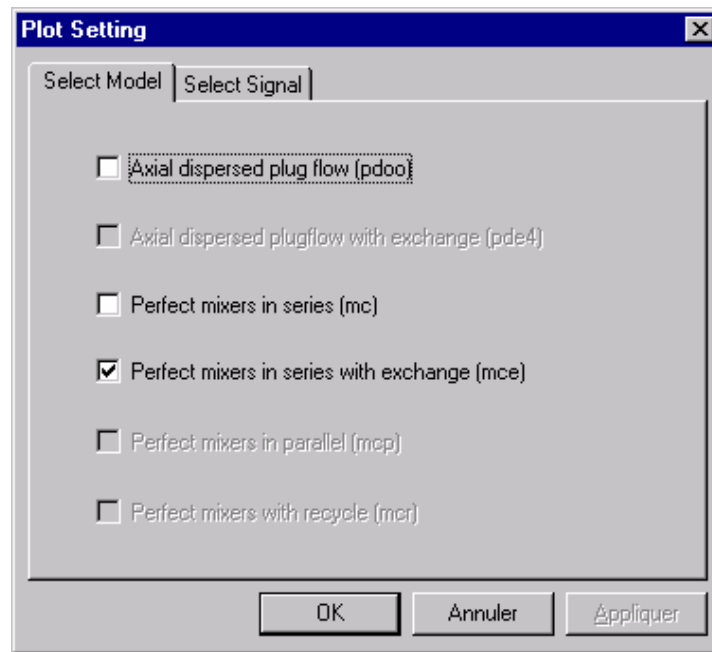 Plot Setting
Select Model
Select Signal
Axial dispersed plug flow (pdoo)
Axial dispersed plugflow with exchange (pde4)
Perfect mixers in series (mc)
Perfect mixers in series with exchange (mce)
Perfect mixers in parallel (mcp)
Perfect mixers with recycle (mcr)
OK
Annuler
Appliquer